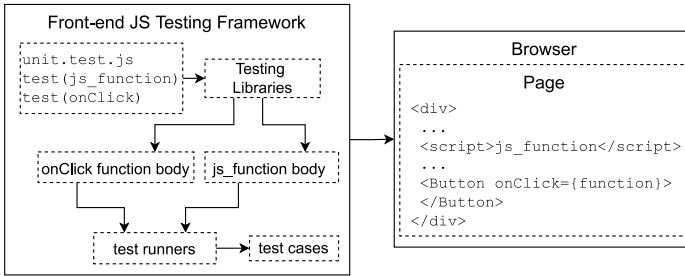 Front-end JS Testing Framework
unit.test.js
test(js_function)
test(onClick)
Testing
Libraries
onClick function body
js_function body
test runners
test cases
Browser
Page
<div>
...
<script>js_function</script>
...
<Button onClick={function}>
</Button>
</div>